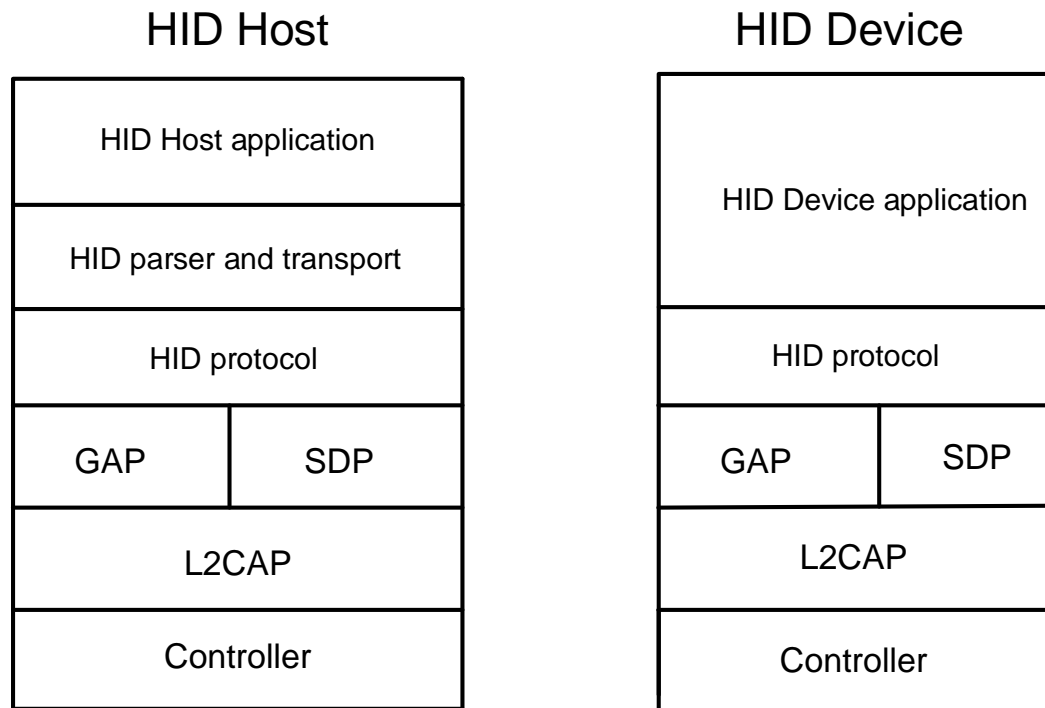 HID Host
HID Host application
HID parser and transport
HID protocol
GAP SDP
L2CAP
Controller
HID Device
HID Device application
HID protocol
GAP SDP
L2CAP
Controller